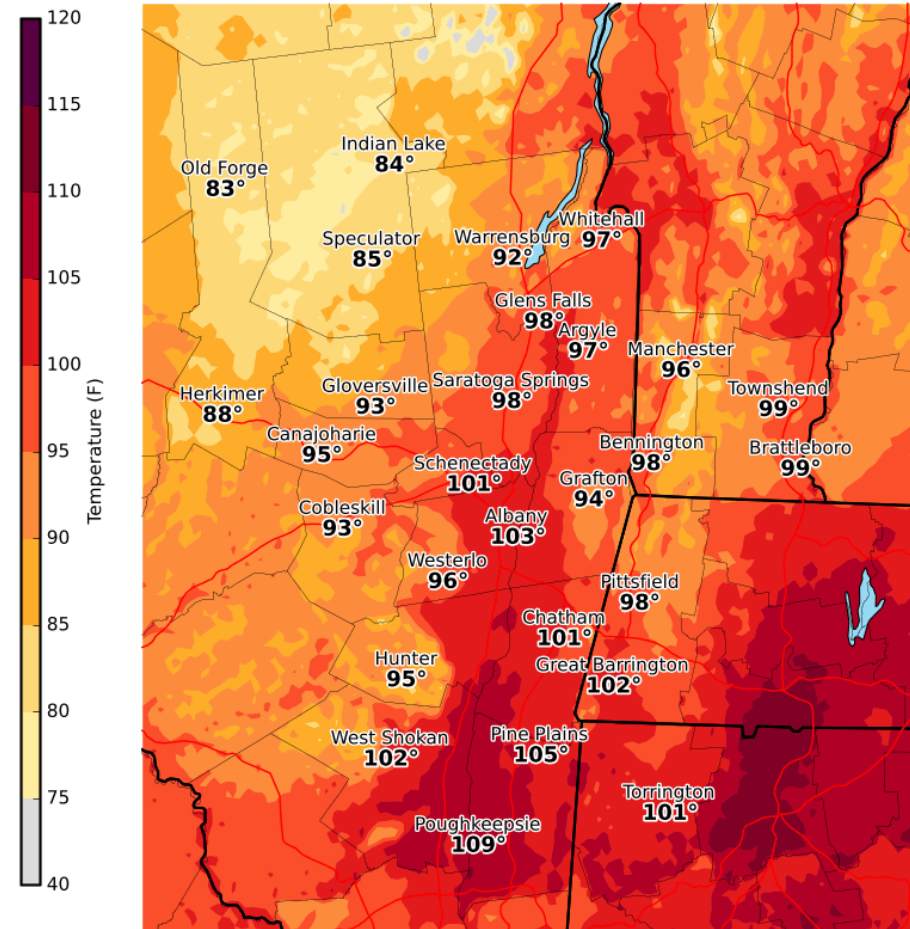 120
115
110
105
100
95
90
85
80
75
40
Temperature (F)
Indian Lake
84°
Old Forge
83°
Whitehall
97°
Speculator
85°
Warrensburg
92°
Glens Falls
98°
Argyle
97°
Manchester
96°
Saratoga Springs
98°
Gloversville
93°
Townshend
99°
Herkimer
88°
Canajoharie
95°
Bennington
98°
Brattleboro
99°
Schenectady
101°
Grafton
94°
Cobleskill
93°
Albany
103°
Westerlo
96°
Pittsfield
98°
Chatham
101°
Hunter
95°
Great Barrington
102°
West Shokan
102°
Pine Plains
105°
Torrington
101°
Poughkeepsie
109°